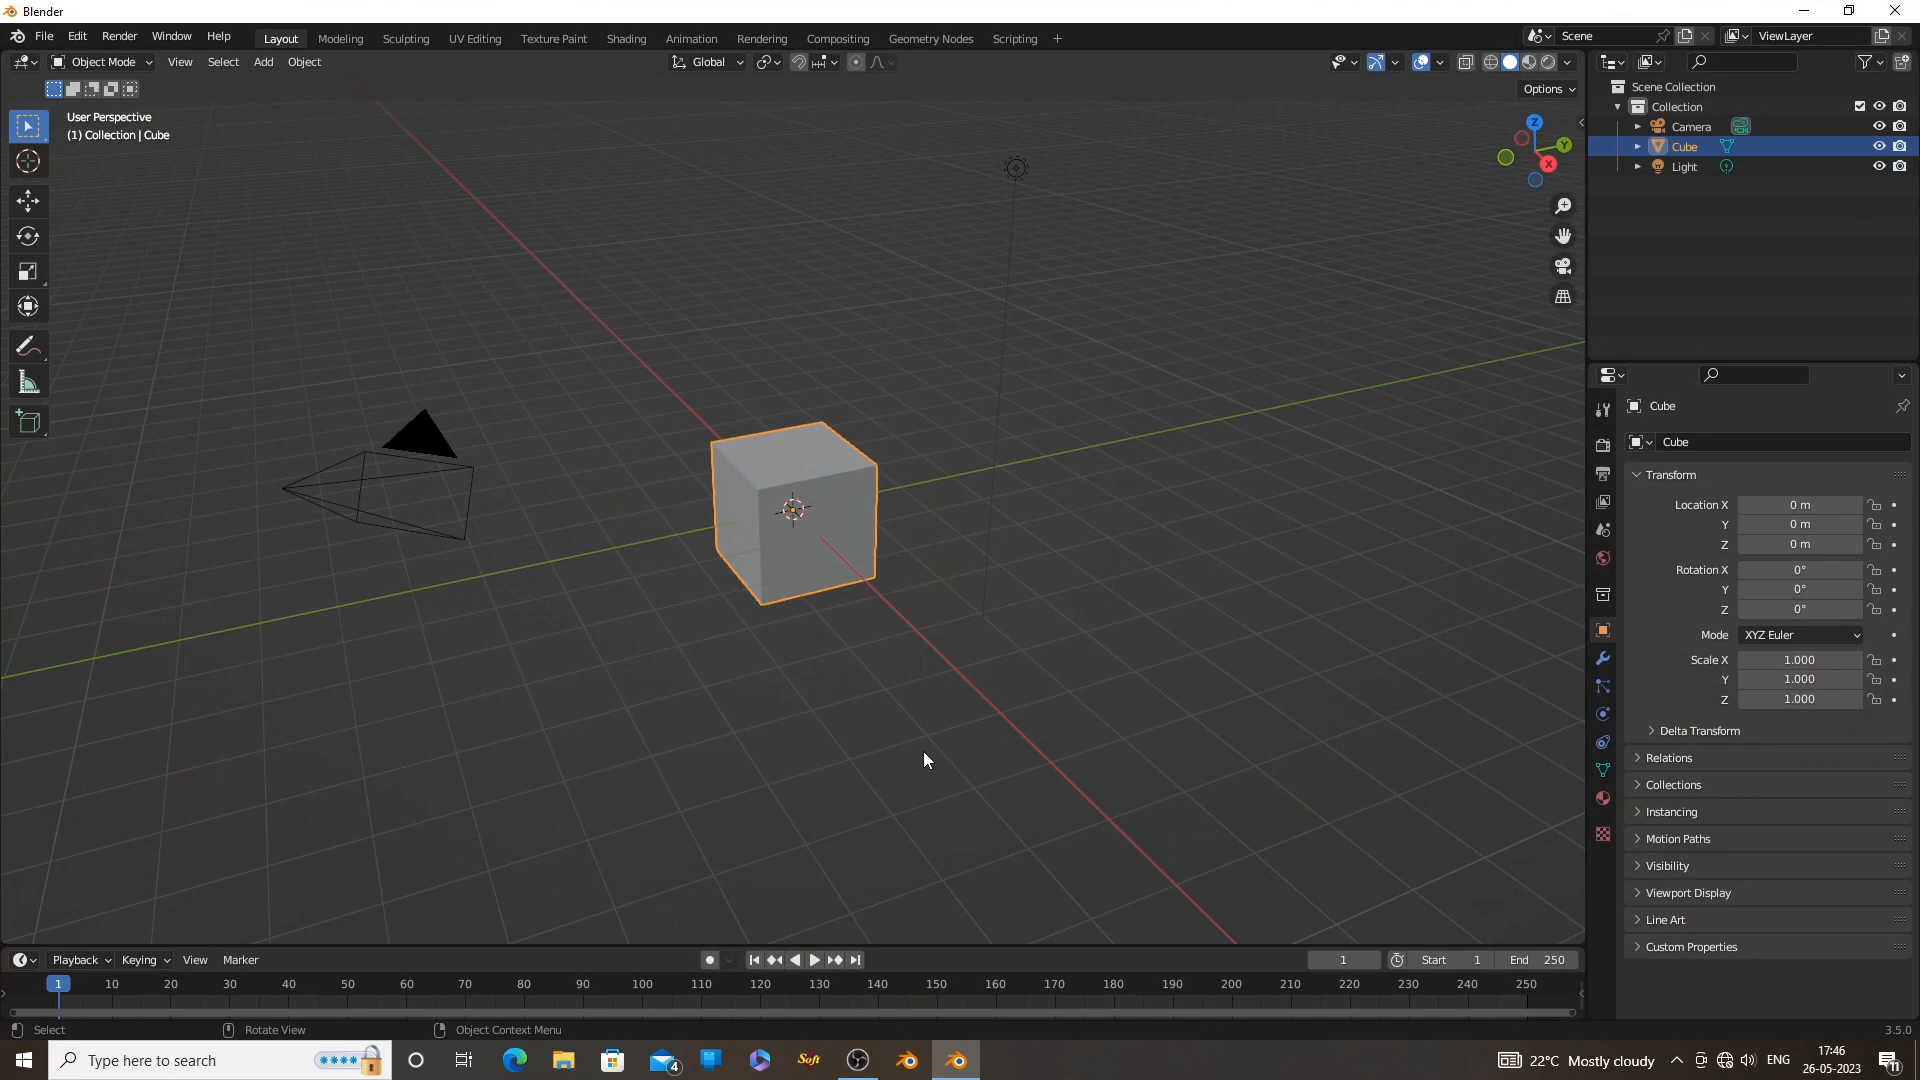 Blender
File Edit Render Window Help Layout Modeling Sculpting UV Editing Texture Paint Shading Animation Rendering Compositing Geometry Nodes Scripting + Scene ViewLayer
Object Mode View Select Add Object Global
Options
User Perspective
(1) Collection | Cube
Z
Y
X
Scene Collection
Collection
Camera
Cube
Light
Cube
Cube
Transform
Location X 0 m
Y 0 m
Z 0 m
Rotation X 0°
Y 0°
Z 0°
Mode XYZ Euler
Scale X 1.000
Y 1.000
Z 1.000
Delta Transform
Relations
Collections
Instancing
Motion Paths
Visibility
Viewport Display
Line Art
Custom Properties
Playback Keying View Marker 1 Start 1 End 250
1 10 20 30 40 50 60 70 80 90 100 110 120 130 140 150 160 170 180 190 200 210 220 230 240 250
Select Rotate View Object Context Menu 3.5.0
Type here to search 4 Soft 22°C Mostly cloudy ENG 17:46
26-05-2023
11